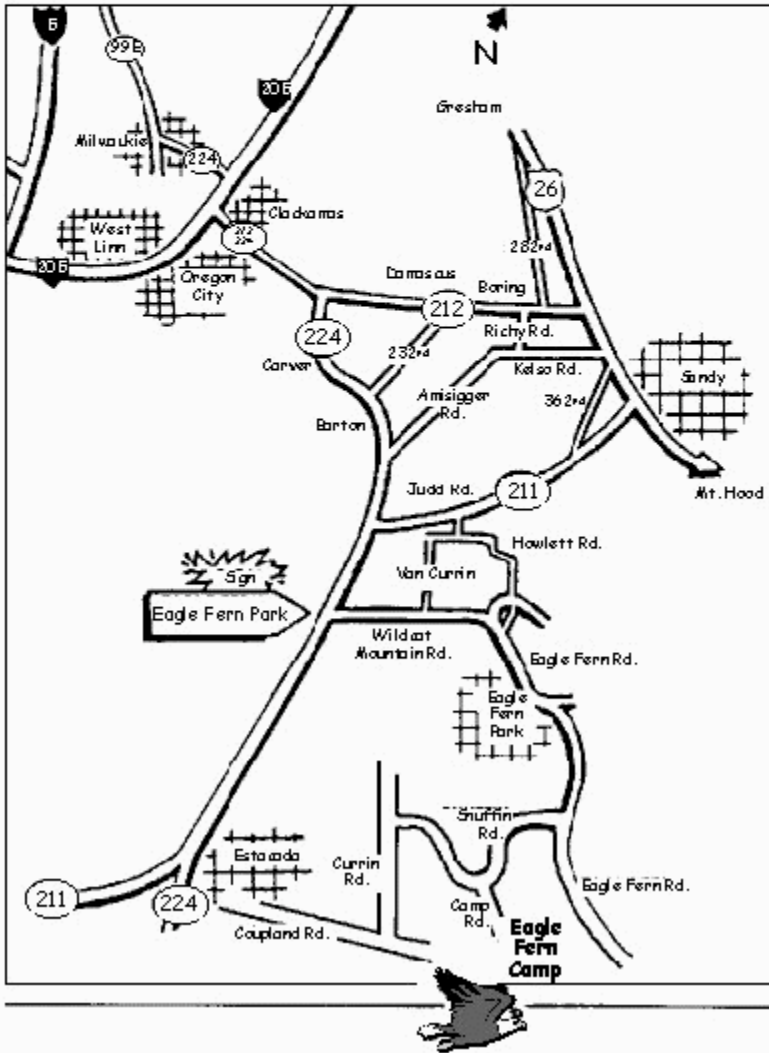 5
99E
205
N
Gresham
Milwaukie
224
26
Clackamas
West
Linn
212
224
282nd
205
Oregon
City
Damascus
Boring
212
224
Richy Rd.
232nd
Carver
Kelso Rd.
Sandy
Amisigger
Rd.
362nd
Barton
Judd Rd.
211
Mt. Hood
Howlett Rd.
Van Currin
Sign
Eagle Fern Park
Wildcat
Mountain Rd.
Eagle Fern Rd.
Eagle
Fern
Park
Snuffin
Rd.
Estacada
Currin
Rd.
Eagle Fern Rd.
211
224
Camp
Rd.
Coupland Rd.
Eagle
Fern
Camp